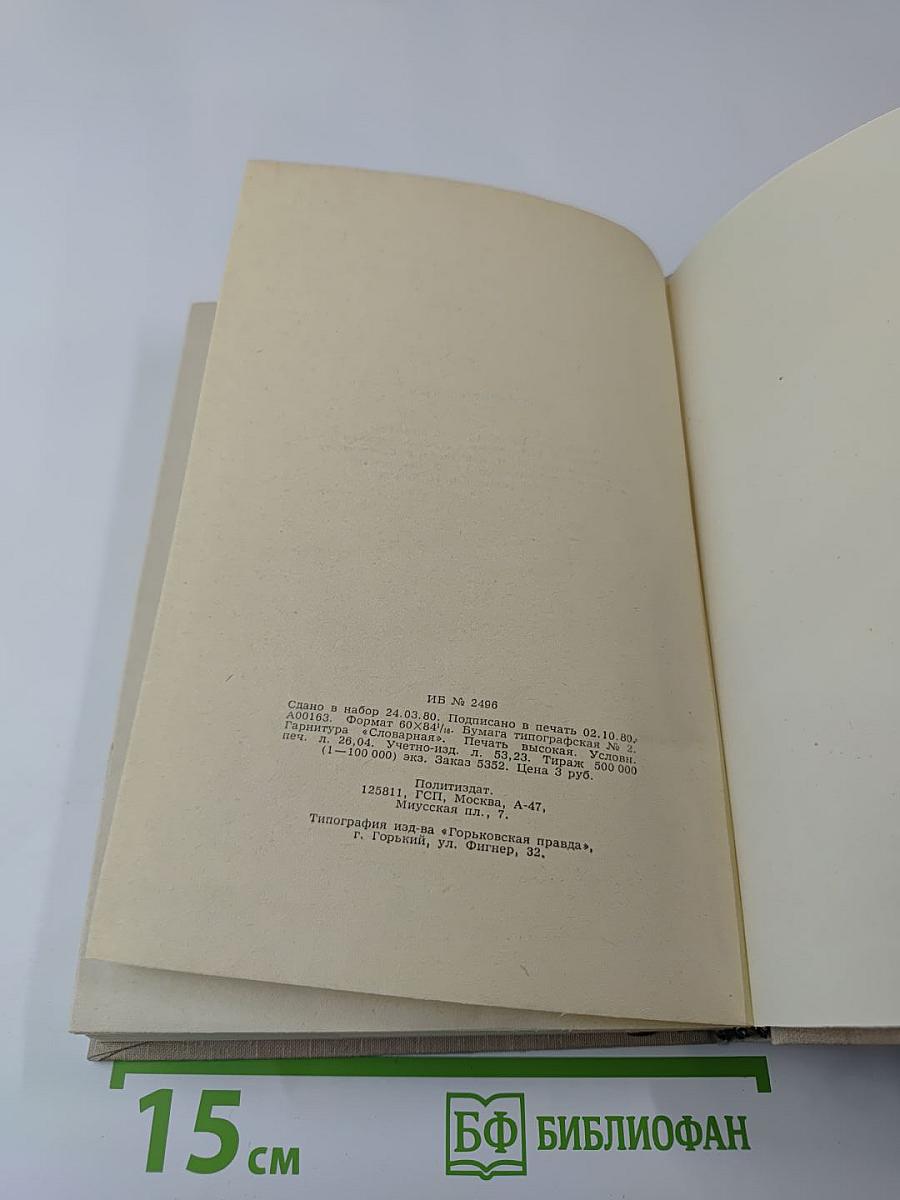 ИБ № 2496
Сдано в набор 24.03.80. Подписано в печать 02.10.80.
А00163. Формат 60×84¹/₁₆. Бумага типографская № 2.
Гарнитура «Словарная». Печать высокая. Условн.
печ. л. 26,04. Учетно-изд. л. 53,23. Тираж 500 000
(1—100 000) экз. Заказ 5352. Цена 3 руб.
Политиздат.
125811, ГСП, Москва, А-47,
Миусская пл., 7.
Типография изд-ва «Горьковская правда»,
г. Горький, ул. Фигнер, 32.
15 см
БФ БИБЛИОФАН